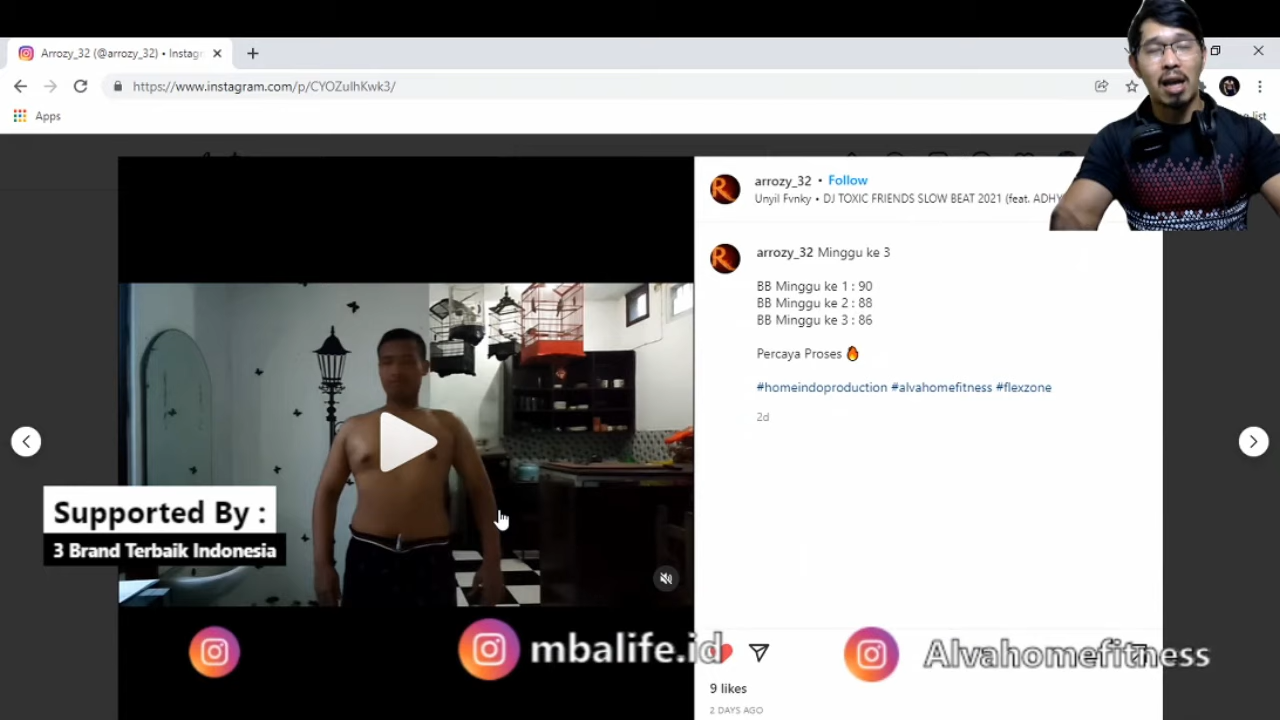 Arrozy_32 (@arrozy_32) • Instagr
https://www.instagram.com/p/CYOZulhKwk3/
Apps
arrozy_32 • Follow
Unyil Fvnky • DJ TOXIC FRIENDS SLOW BEAT 2021 (feat. ADHY
arrozy_32 Minggu ke 3
BB Minggu ke 1 : 90
BB Minggu ke 2 : 88
BB Minggu ke 3 : 86
Percaya Proses 🔥
#homeindoproduction #alvahomefitness #flexzone
2d
Supported By :
3 Brand Terbaik Indonesia
mbalife.id
Alvahomefitness
9 likes
2 DAYS AGO